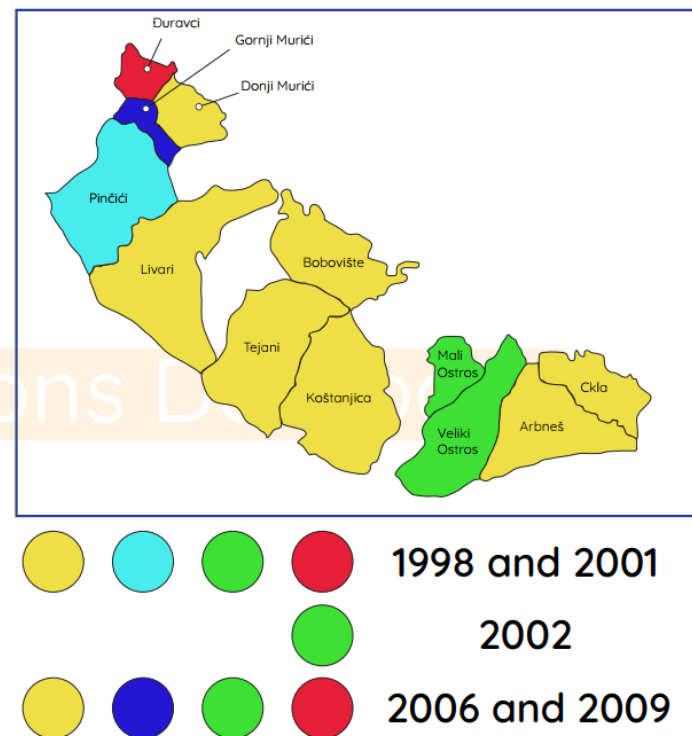 Đuravci
Gornji Murići
Donji Murići
Pinčići
Livari
Bobovište
Tejani
Koštanjica
Mali
Ostros
Veliki
Ostros
Arbneš
Ckla
1998 and 2001
2002
2006 and 2009